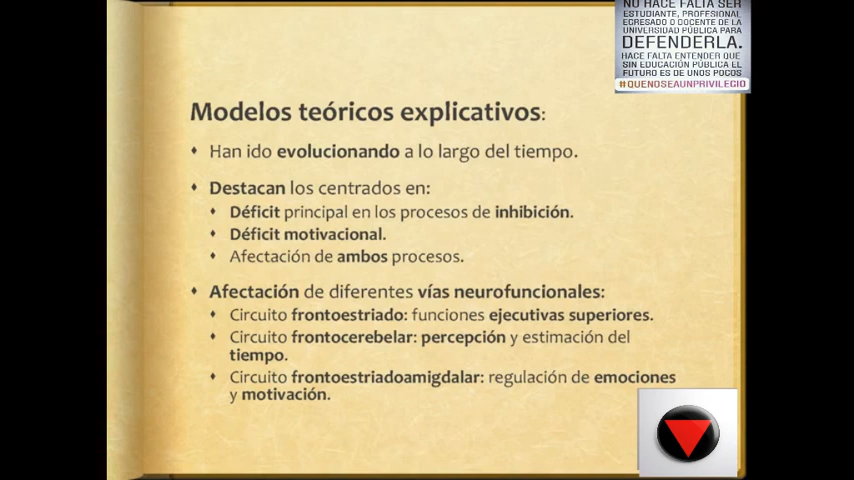 NO HACE FALTA SER
ESTUDIANTE, PROFESIONAL,
EGRESADO O DOCENTE DE LA
UNIVERSIDAD PÚBLICA PARA
DEFENDERLA.
HACE FALTA ENTENDER QUE
SIN EDUCACIÓN PÚBLICA EL
FUTURO ES DE UNOS POCOS
#QUENOSEAUNPRIVILEGIO
Modelos teóricos explicativos:
Han ido evolucionando a lo largo del tiempo.
Destacan los centrados en:
Déficit principal en los procesos de inhibición.
Déficit motivacional.
Afectación de ambos procesos.
Afectación de diferentes vías neurofuncionales:
Circuito frontoestriado: funciones ejecutivas superiores.
Circuito frontocerebelar: percepción y estimación del
tiempo.
Circuito frontoestriadoamigdalar: regulación de emociones
y motivación.